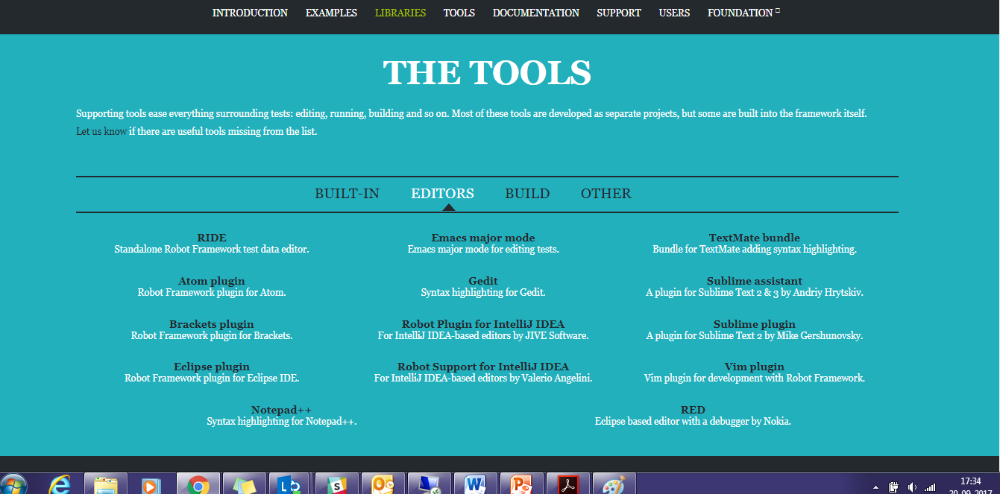 INTRODUCTION EXAMPLES LIBRARIES TOOLS DOCUMENTATION SUPPORT USERS FOUNDATION
THE TOOLS
Supporting tools ease everything surrounding tests: editing, running, building and so on. Most of these tools are developed as separate projects, but some are built into the framework itself.
Let us know if there are useful tools missing from the list.
BUILT-IN EDITORS BUILD OTHER
RIDE Emacs major mode TextMate bundle
Standalone Robot Framework test data editor. Emacs major mode for editing tests. Bundle for TextMate adding syntax highlighting.
Atom plugin Gedit Sublime assistant
Robot Framework plugin for Atom. Syntax highlighting for Gedit. A plugin for Sublime Text 2 & 3 by Andriy Hrytskiv.
Brackets plugin Robot Plugin for IntelliJ IDEA Sublime plugin
Robot Framework plugin for Brackets. For IntelliJ IDEA-based editors by JIVE Software. A plugin for Sublime Text 2 by Mike Gershunovsky.
Eclipse plugin Robot Support for IntelliJ IDEA Vim plugin
Robot Framework plugin for Eclipse IDE. For IntelliJ IDEA-based editors by Valerio Angelini. Vim plugin for development with Robot Framework.
Notepad++ RED
Syntax highlighting for Notepad++. Eclipse based editor with a debugger by Nokia.
17:34
20-09-2017